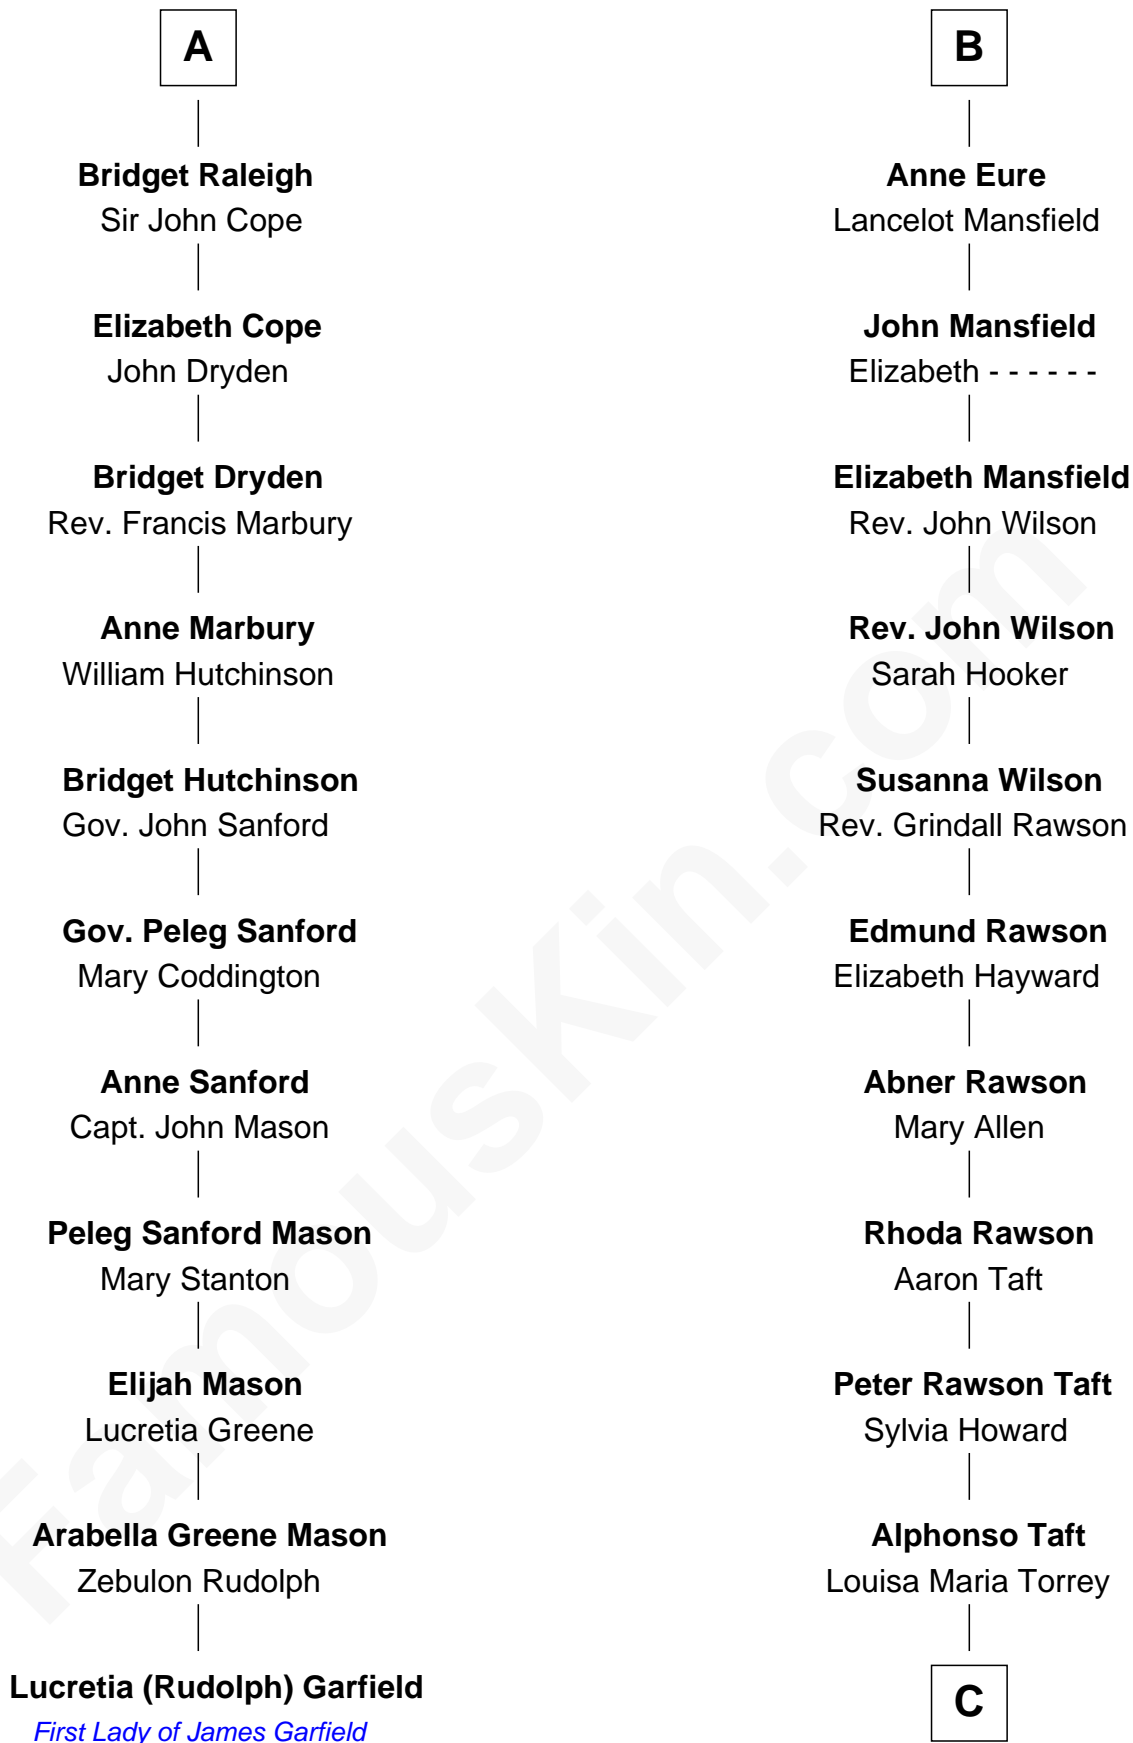 A
Bridget Raleigh
Sir John Cope
Elizabeth Cope
John Dryden
Bridget Dryden
Rev. Francis Marbury
Anne Marbury
William Hutchinson
Bridget Hutchinson
Gov. John Sanford
Gov. Peleg Sanford
Mary Coddington
Anne Sanford
Capt. John Mason
Peleg Sanford Mason
Mary Stanton
Elijah Mason
Lucretia Greene
Arabella Greene Mason
Zebulon Rudolph
Lucretia (Rudolph) Garfield
First Lady of James Garfield
B
Anne Eure
Lancelot Mansfield
John Mansfield
Elizabeth - - - - - -
Elizabeth Mansfield
Rev. John Wilson
Rev. John Wilson
Sarah Hooker
Susanna Wilson
Rev. Grindall Rawson
Edmund Rawson
Elizabeth Hayward
Abner Rawson
Mary Allen
Rhoda Rawson
Aaron Taft
Peter Rawson Taft
Sylvia Howard
Alphonso Taft
Louisa Maria Torrey
C
FamousKin.com